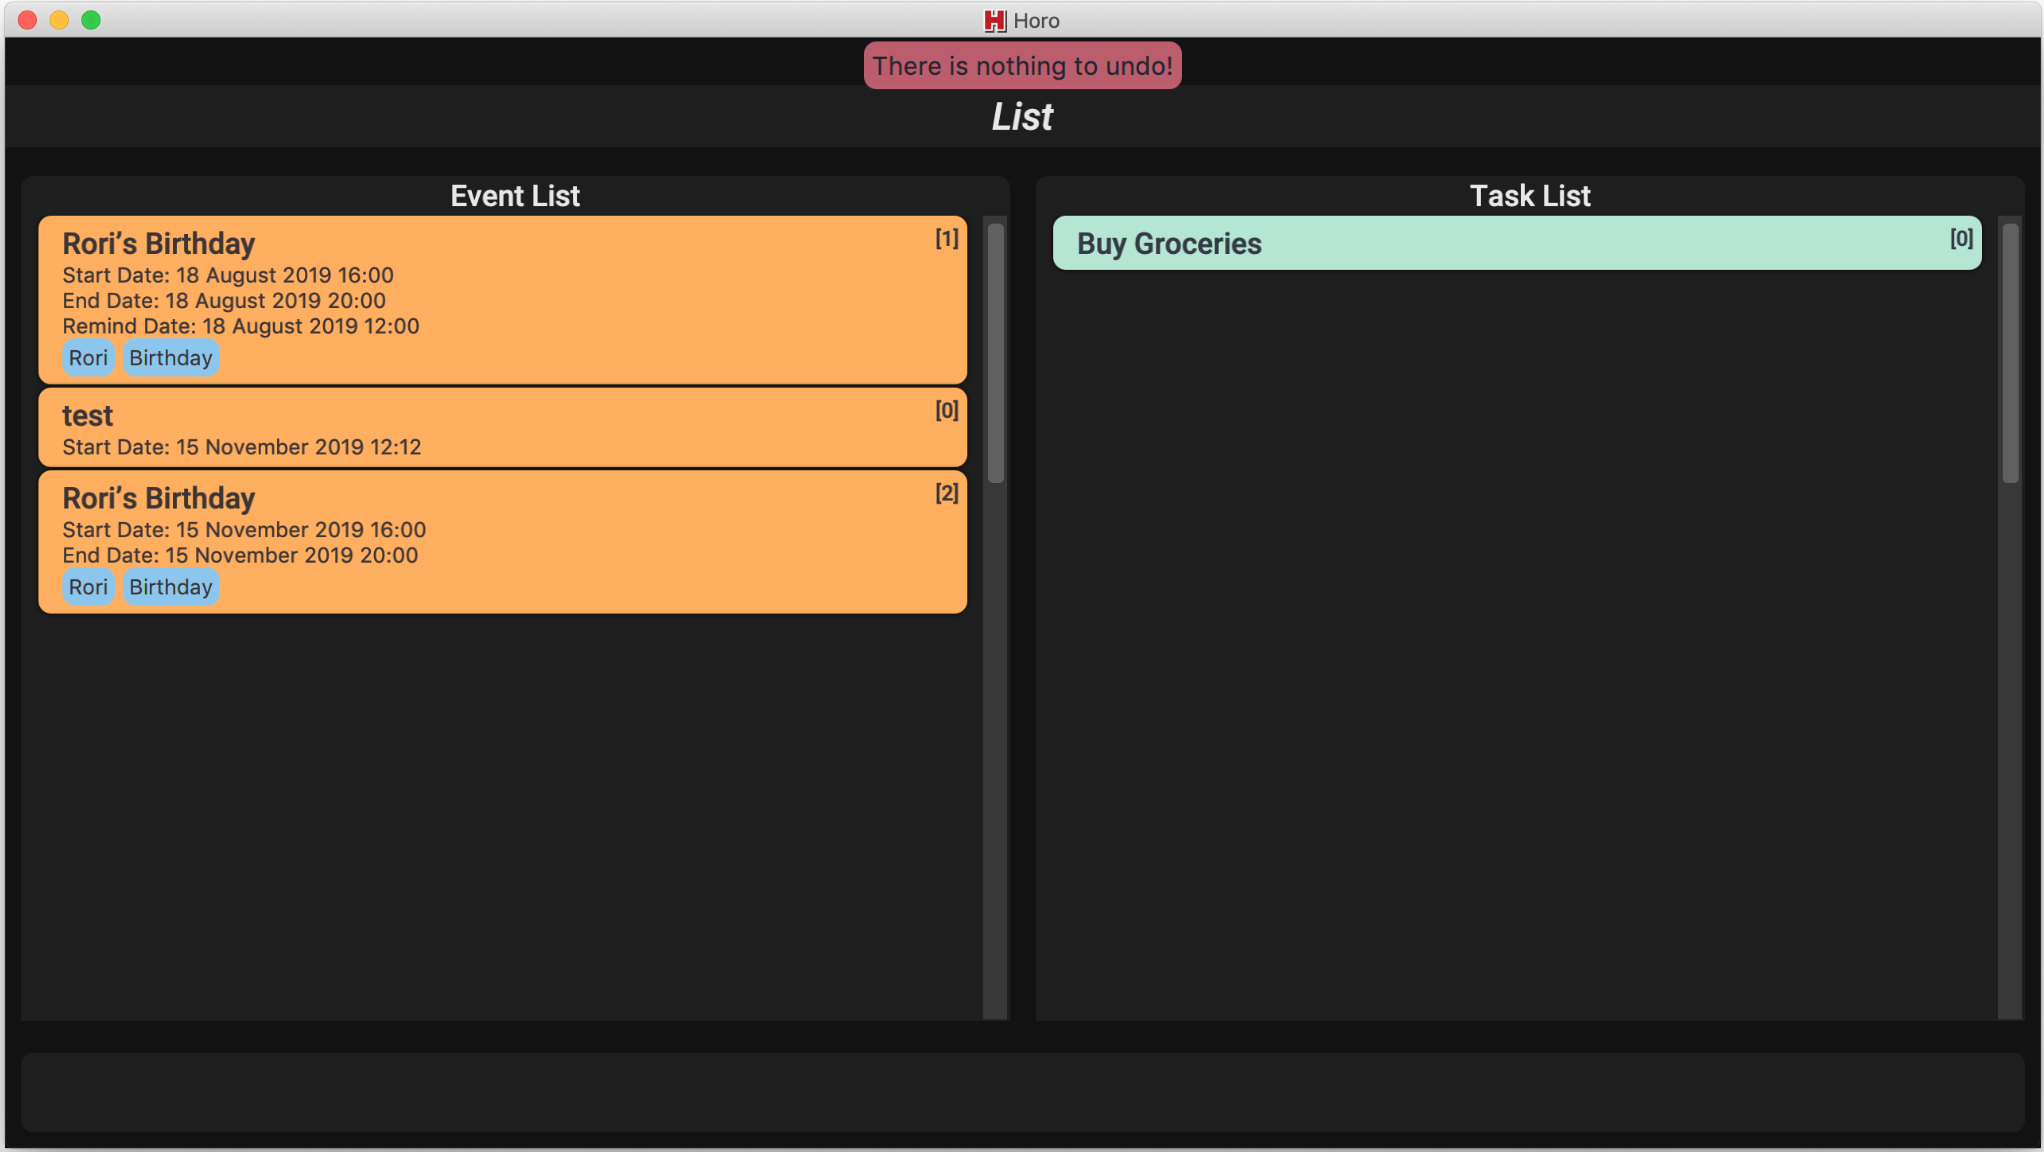 Horo
There is nothing to undo!
List
Event List
Rori’s Birthday [1]
Start Date: 18 August 2019 16:00
End Date: 18 August 2019 20:00
Remind Date: 18 August 2019 12:00
Rori Birthday
test [0]
Start Date: 15 November 2019 12:12
Rori’s Birthday [2]
Start Date: 15 November 2019 16:00
End Date: 15 November 2019 20:00
Rori Birthday
Task List
Buy Groceries [0]